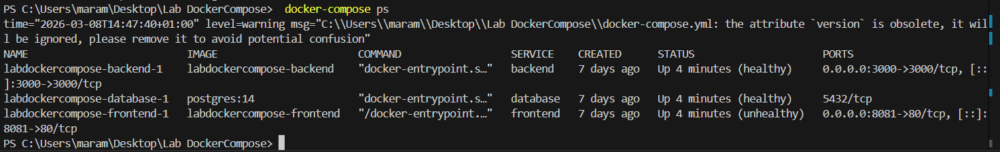 PS C:\Users\maram\Desktop\Lab DockerCompose>  docker-compose ps
time="2026-03-08T14:47:40+01:00" level=warning msg="C:\\Users\\maram\\Desktop\\Lab DockerCompose\\docker-compose.yml: the attribute `version` is obsolete, it wil
l be ignored, please remove it to avoid potential confusion"
NAME                           IMAGE                       COMMAND                  SERVICE    CREATED      STATUS                     PORTS
labdockercompose-backend-1    labdockercompose-backend    "docker-entrypoint.s…"   backend    7 days ago   Up 4 minutes (healthy)     0.0.0.0:3000->3000/tcp, [::
]:3000->3000/tcp
labdockercompose-database-1   postgres:14                 "docker-entrypoint.s…"   database   7 days ago   Up 4 minutes (healthy)     5432/tcp
labdockercompose-frontend-1   labdockercompose-frontend   "/docker-entrypoint.…"   frontend   7 days ago   Up 4 minutes (unhealthy)   0.0.0.0:8081->80/tcp, [::]:
8081->80/tcp
PS C:\Users\maram\Desktop\Lab DockerCompose>